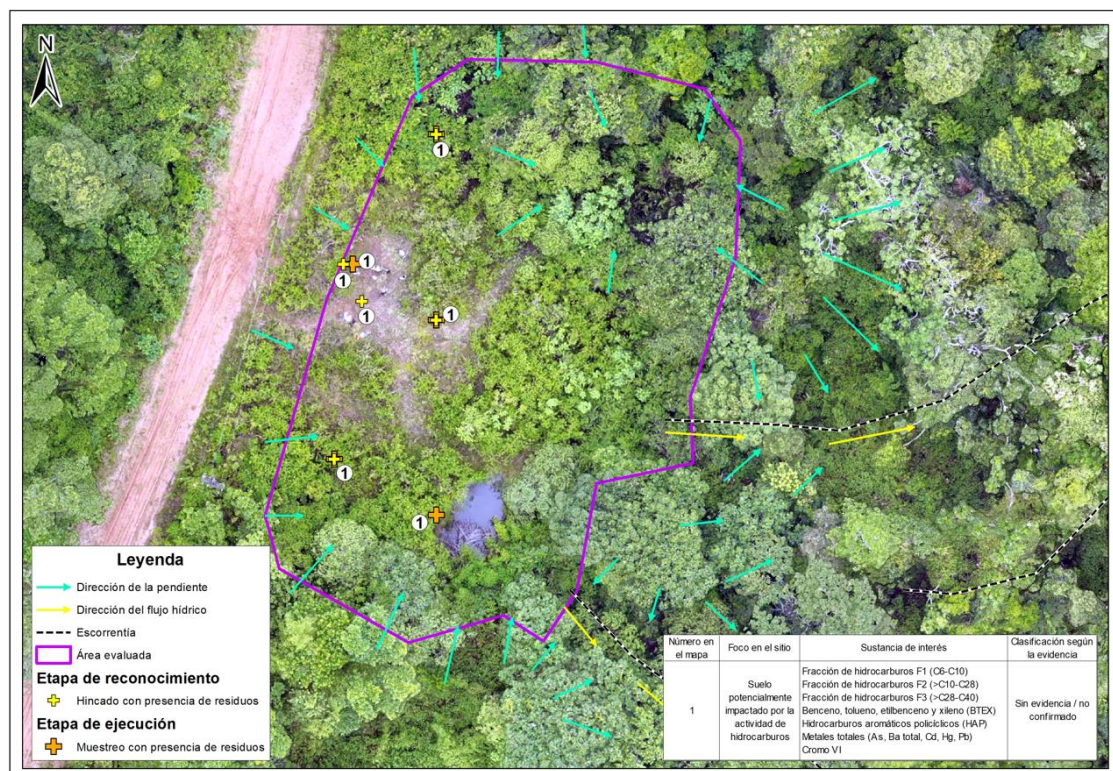 N
1
1
1
1
1
1
1
Leyenda
Dirección de la pendiente
Dirección del flujo hídrico
Escorrentía
Área evaluada
Etapa de reconocimiento
Hincado con presencia de residuos
Etapa de ejecución
Muestreo con presencia de residuos
Número en el mapa
Foco en el sitio
Sustancia de interés
Clasificación según la evidencia
1
Suelo
potencialmente
impactado por la
actividad de
hidrocarburos
Fracción de hidrocarburos F1 (C6-C10)
Fracción de hidrocarburos F2 (>C10-C28)
Fracción de hidrocarburos F3 (>C28-C40)
Benceno, tolueno, etilbenceno y xileno (BTEX)
Hidrocarburos aromáticos policíclicos (HAP)
Metales totales (As, Ba total, Cd, Hg, Pb)
Cromo VI
Sin evidencia / no
confirmado